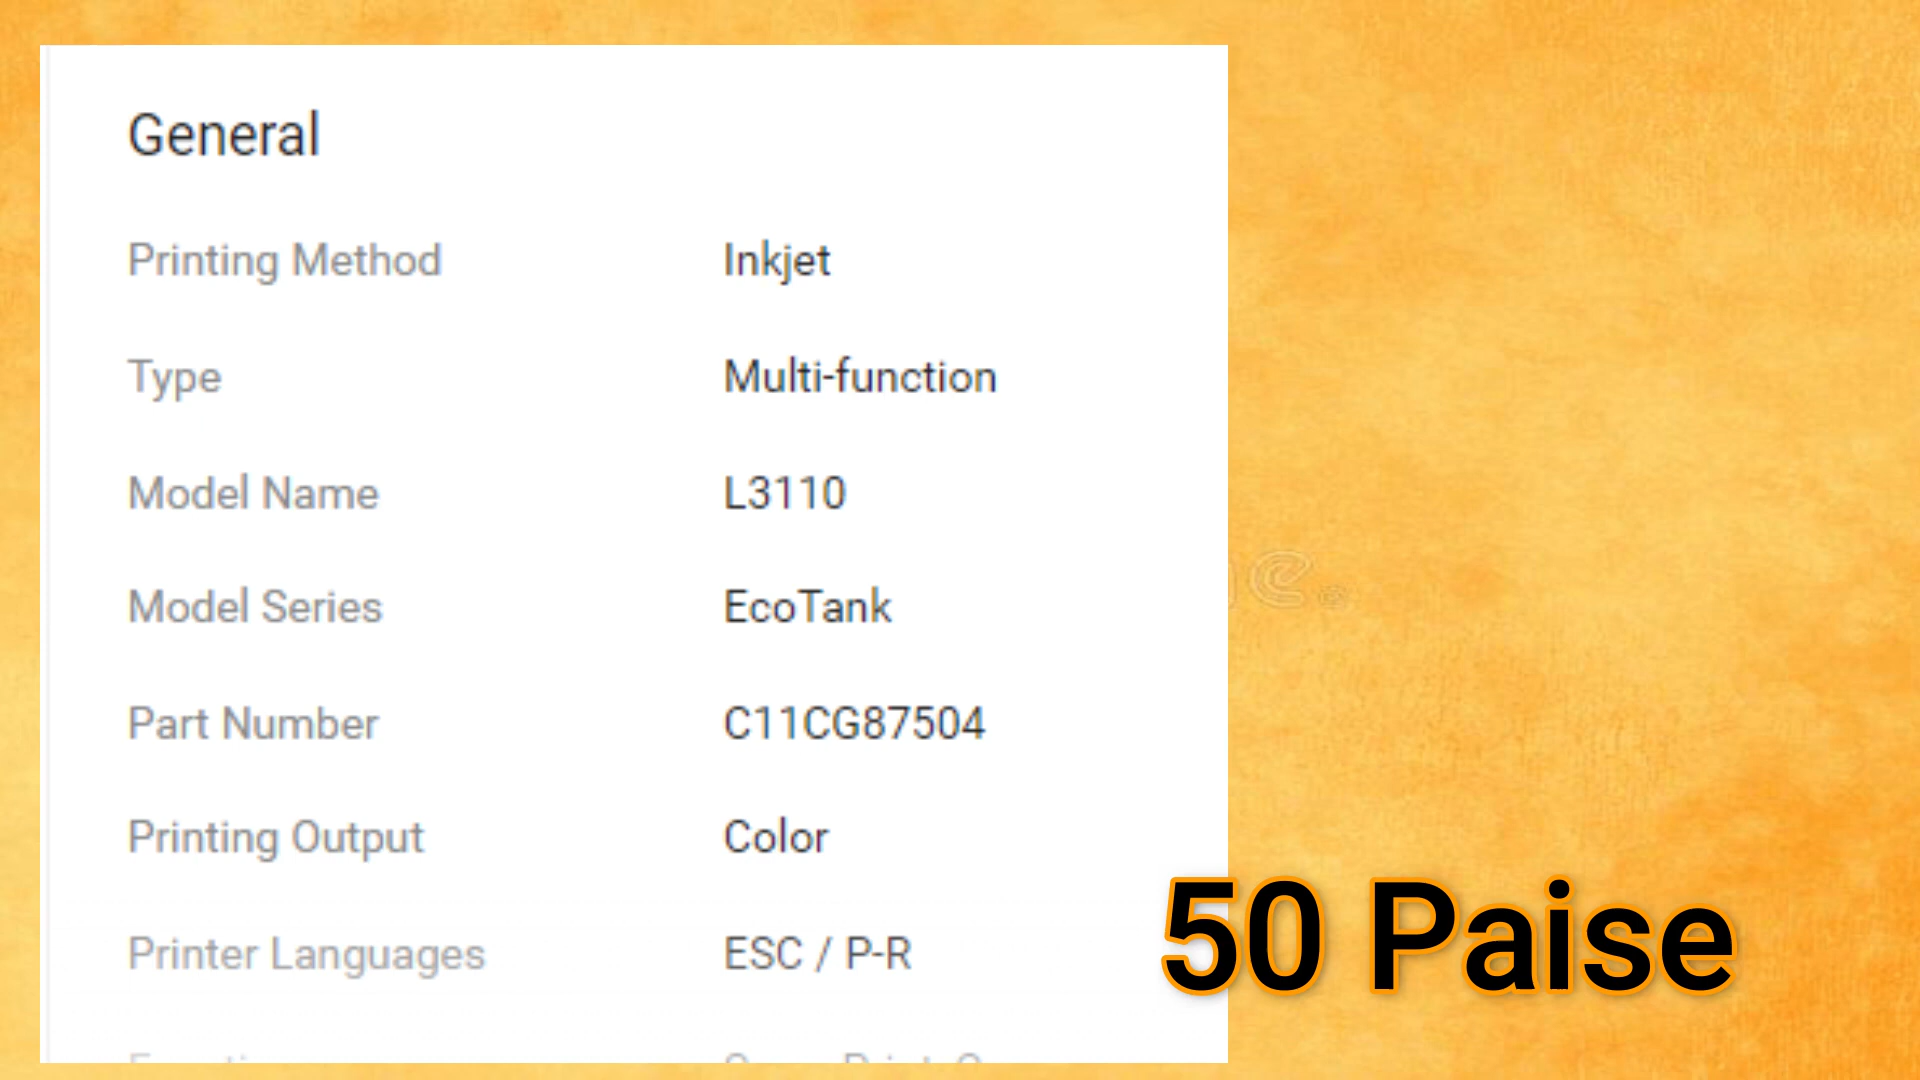 General
Printing Method Inkjet
Type Multi-function
Model Name L3110
Model Series EcoTank
Part Number C11CG87504
Printing Output Color
Printer Languages ESC / P-R
50 Paise